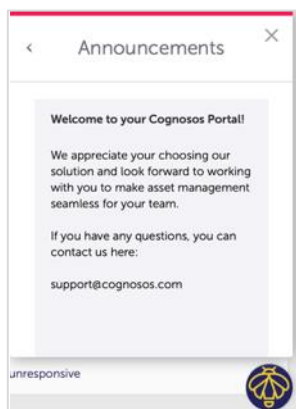 Announcements
Welcome to your Cognosos Portal!
We appreciate your choosing our
solution and look forward to working
with you to make asset management
seamless for your team.
If you have any questions, you can
contact us here:
support@cognosos.com
unresponsive